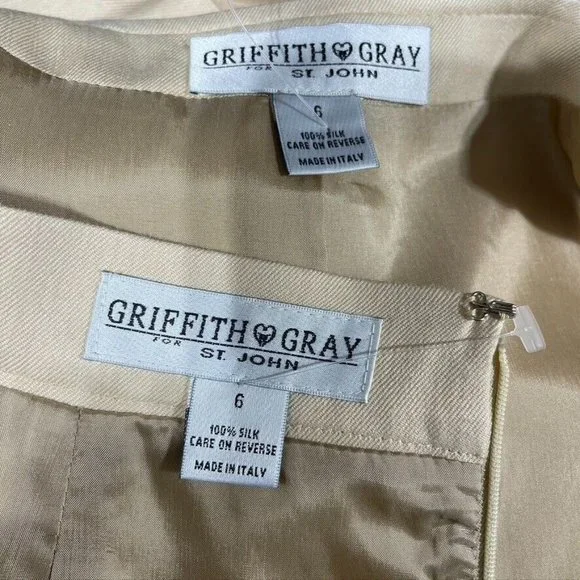 GRIFFITH GRAY
FOR ST. JOHN
6
100% SILK
CARE ON REVERSE
MADE IN ITALY
GRIFFITH GRAY
FOR ST. JOHN
6
100% SILK
CARE ON REVERSE
MADE IN ITALY